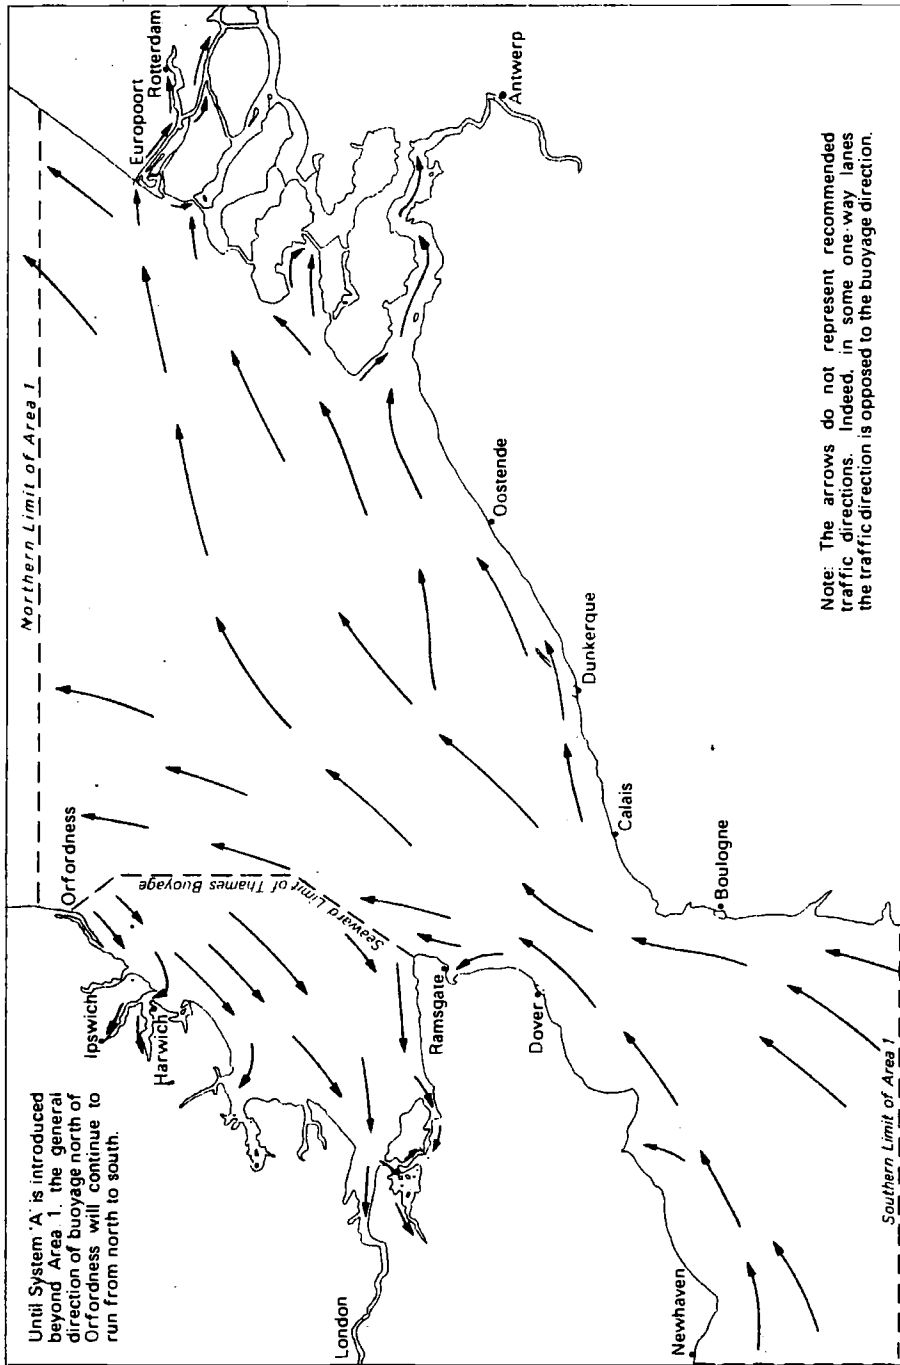 Until System 'A' is introduced
beyond Area 1, the general
direction of buoyage north of
Orfordness will continue to
run from north to south.
Northern Limit of Area 1
Orfordness
Europoort
Rotterdam
Ipswich
Harwich
Seaward Limit of Thames Buoyage
Antwerp
London
Ramsgate
Oostende
Dover
Dunkerque
Calais
Newhaven
Boulogne
Southern Limit of Area 1
Note: The arrows do not represent recommended
traffic directions. Indeed, in some one-way lanes
the traffic direction is opposed to the buoyage direction.